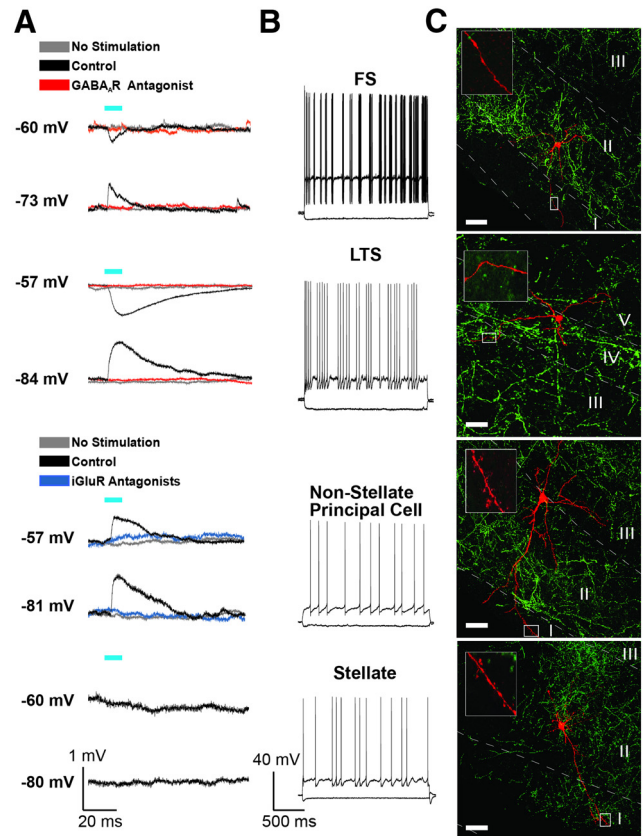 A
No Stimulation
Control
GABA_AR Antagonist
-60 mV
-73 mV
-57 mV
-84 mV
No Stimulation
Control
iGluR Antagonists
-57 mV
-81 mV
-60 mV
-80 mV
1 mV
20 ms
B
FS
LTS
Non-Stellate
Principal Cell
Stellate
40 mV
500 ms
C
III
II
I
V
IV
III
III
II
I
III
II
I